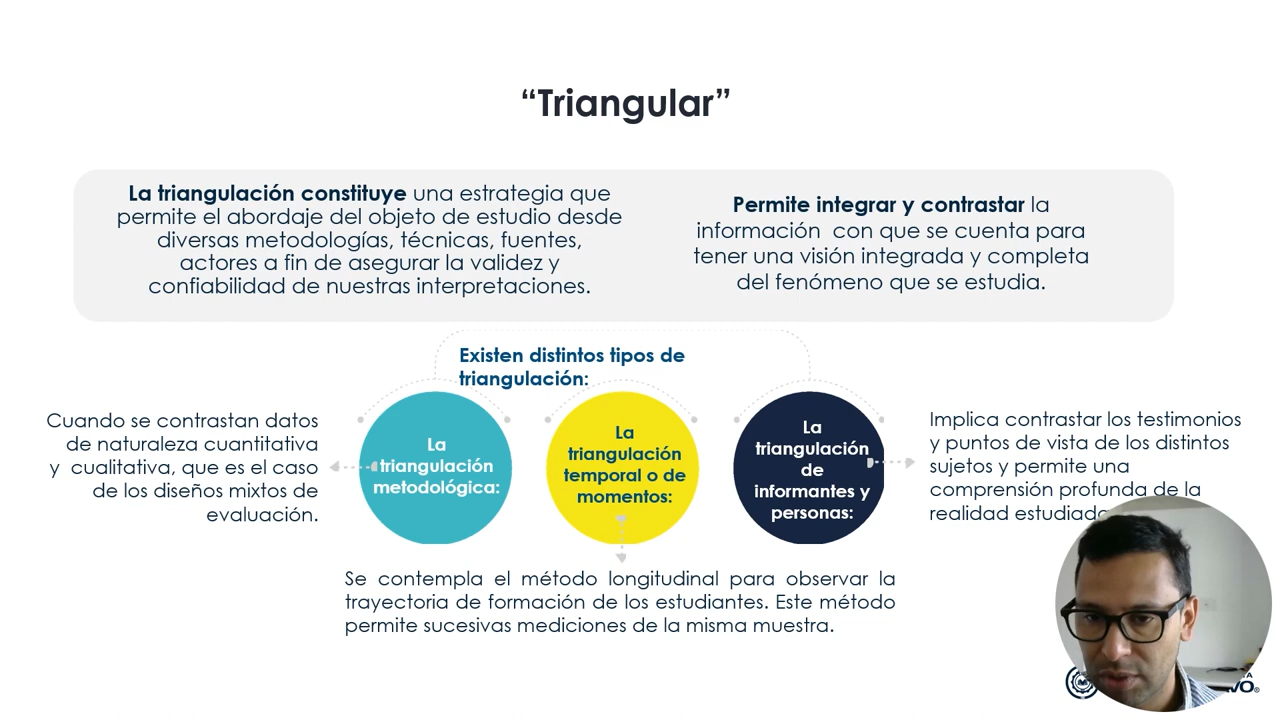 “Triangular”
La triangulación constituye una estrategia que
permite el abordaje del objeto de estudio desde
diversas metodologías, técnicas, fuentes,
actores a fin de asegurar la validez y
confiabilidad de nuestras interpretaciones.
Permite integrar y contrastar la
información con que se cuenta para
tener una visión integrada y completa
del fenómeno que se estudia.
Existen distintos tipos de
triangulación:
Cuando se contrastan datos
de naturaleza cuantitativa
y cualitativa, que es el caso
de los diseños mixtos de
evaluación.
La
triangulación
metodológica:
La
triangulación
temporal o de
momentos:
La
triangulación
de
informantes y
personas:
Implica contrastar los testimonios
y puntos de vista de los distintos
sujetos y permite una
comprensión profunda de la
realidad
Se contempla el método longitudinal para observar la
trayectoria de formación de los estudiantes. Este método
permite sucesivas mediciones de la misma muestra.